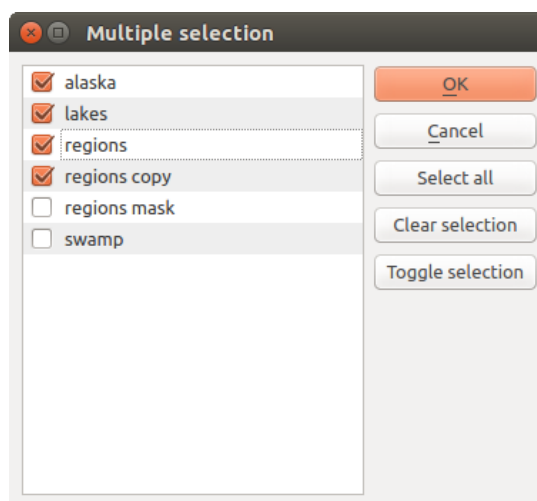 Multiple selection
alaska
lakes
regions
regions copy
regions mask
swamp
OK
Cancel
Select all
Clear selection
Toggle selection